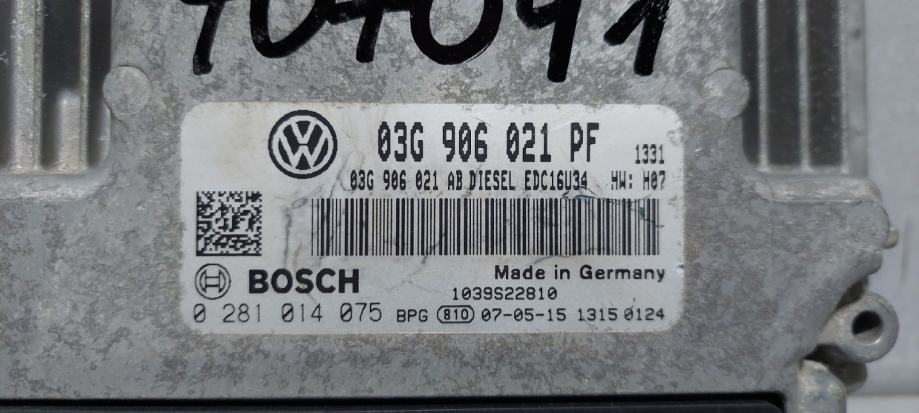 704091
03G 906 021 PF 1331
03G 906 021 AB DIESEL EDC16U34 HW: H07
BOSCH
Made in Germany
1039S22810
0 281 014 075 BPG 810 07-05-15 1315 0124